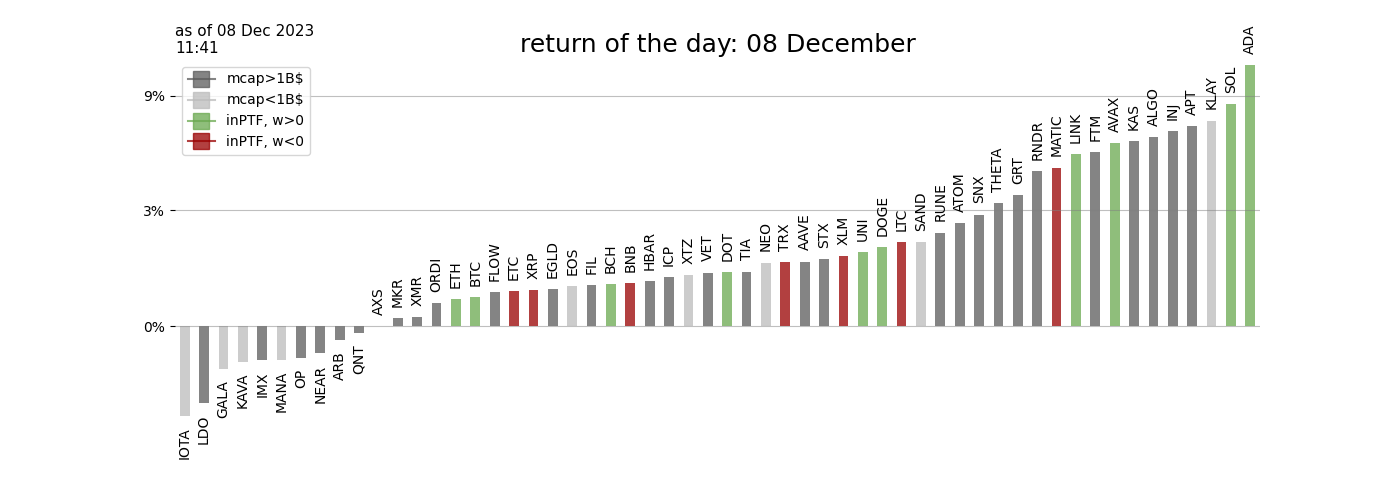 as of 08 Dec 2023
11:41
return of the day: 08 December
mcap>1B$
mcap<1B$
inPTF, w>0
inPTF, w<0
9%
3%
0%
IOTA
LDO
GALA
KAVA
IMX
MANA
OP
NEAR
ARB
QNT
AXS
MKR
XMR
ORDI
ETH
BTC
FLOW
ETC
XRP
EGLD
EOS
FIL
BCH
BNB
HBAR
ICP
XTZ
VET
DOT
TIA
NEO
TRX
AAVE
STX
XLM
UNI
DOGE
LTC
SAND
RUNE
ATOM
SNX
THETA
GRT
RNDR
MATIC
LINK
FTM
AVAX
KAS
ALGO
INJ
APT
KLAY
SOL
ADA